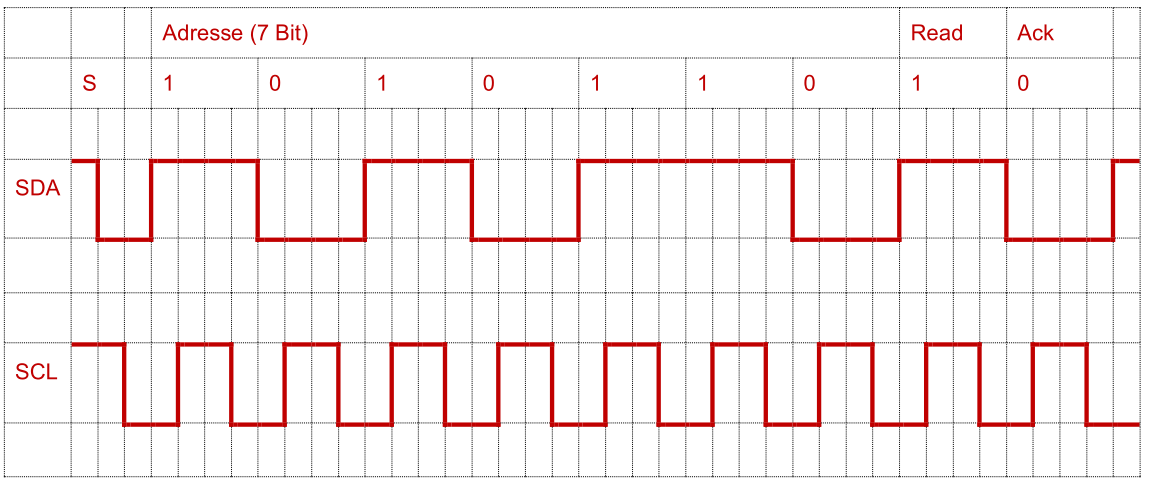 Adresse (7 Bit) Read Ack
S 1 0 1 0 1 1 0 1 0
SDA
SCL